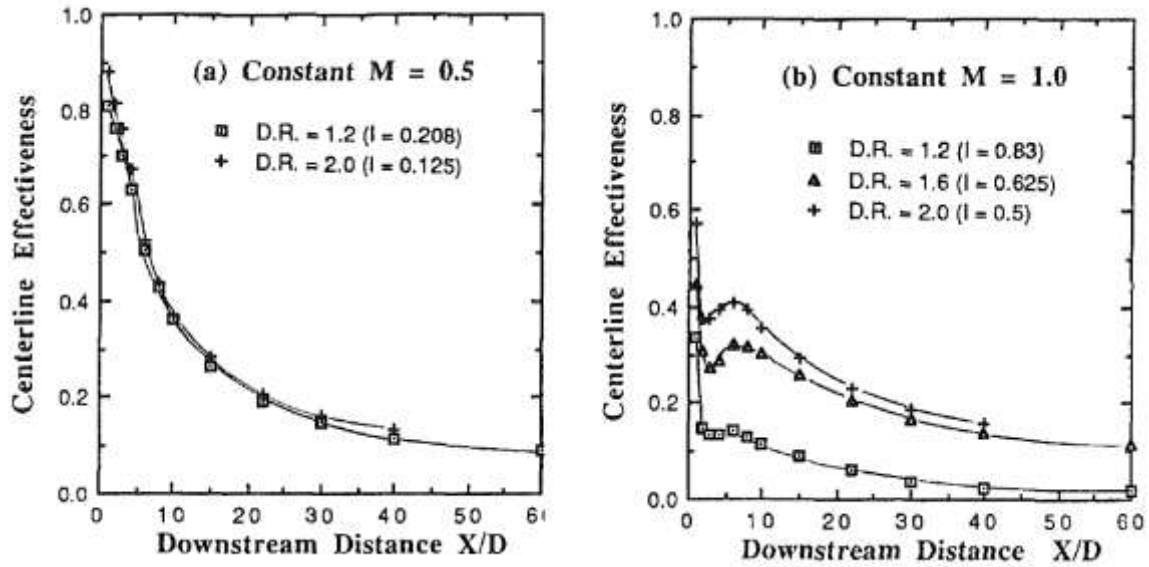 Centerline Effectiveness
1.0
0.8
0.6
0.4
0.2
0.0
(a) Constant M = 0.5
D.R. = 1.2 (I = 0.208)
D.R. = 2.0 (I = 0.125)
0 10 20 30 40 50 6(
Downstream Distance X/D
Centerline Effectiveness
1.0
0.8
0.6
0.4
0.2
0.0
(b) Constant M = 1.0
D.R. = 1.2 (I = 0.83)
D.R. = 1.6 (I = 0.625)
D.R. = 2.0 (I = 0.5)
0 10 20 30 40 50 60
Downstream Distance X/D